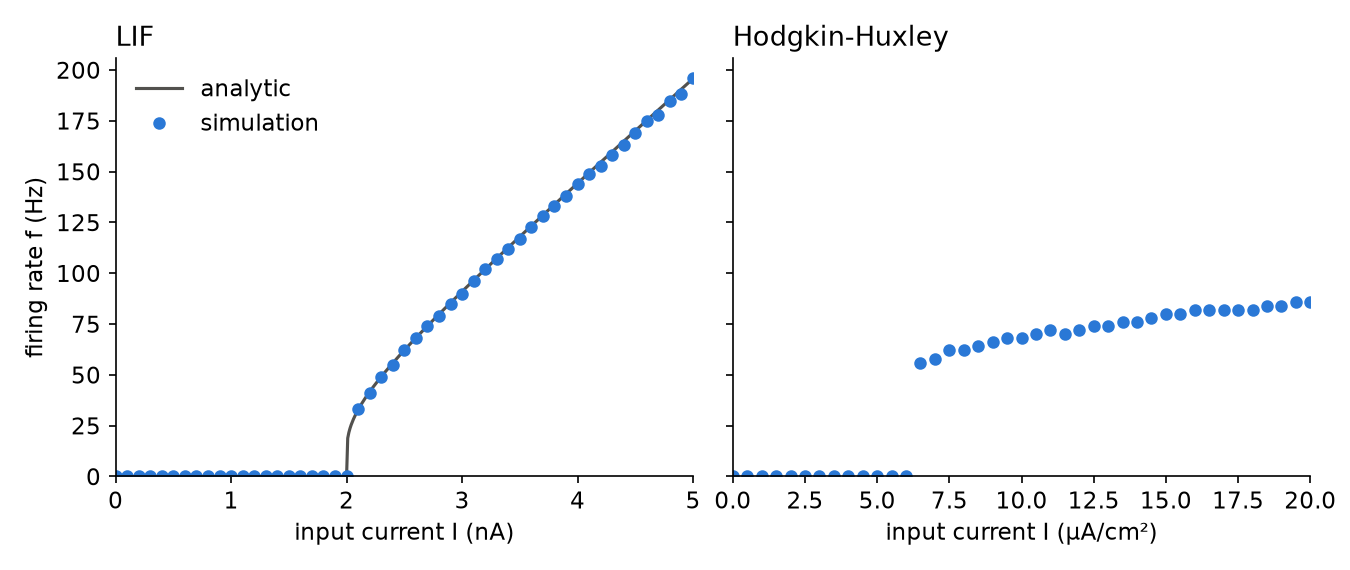 LIF
Hodgkin-Huxley
analytic
simulation
firing rate f (Hz)
200
175
150
125
100
75
50
25
0
0 1 2 3 4 5
0.0 2.5 5.0 7.5 10.0 12.5 15.0 17.5 20.0
input current I (nA)
input current I (μA/cm²)